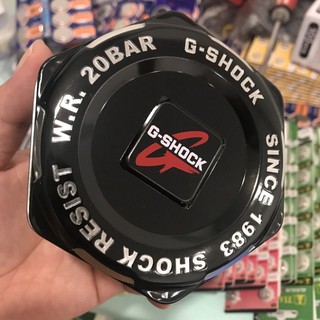 W.R. 20BAR
G-SHOCK
SINCE 1983
SHOCK RESIST
G-SHOCK